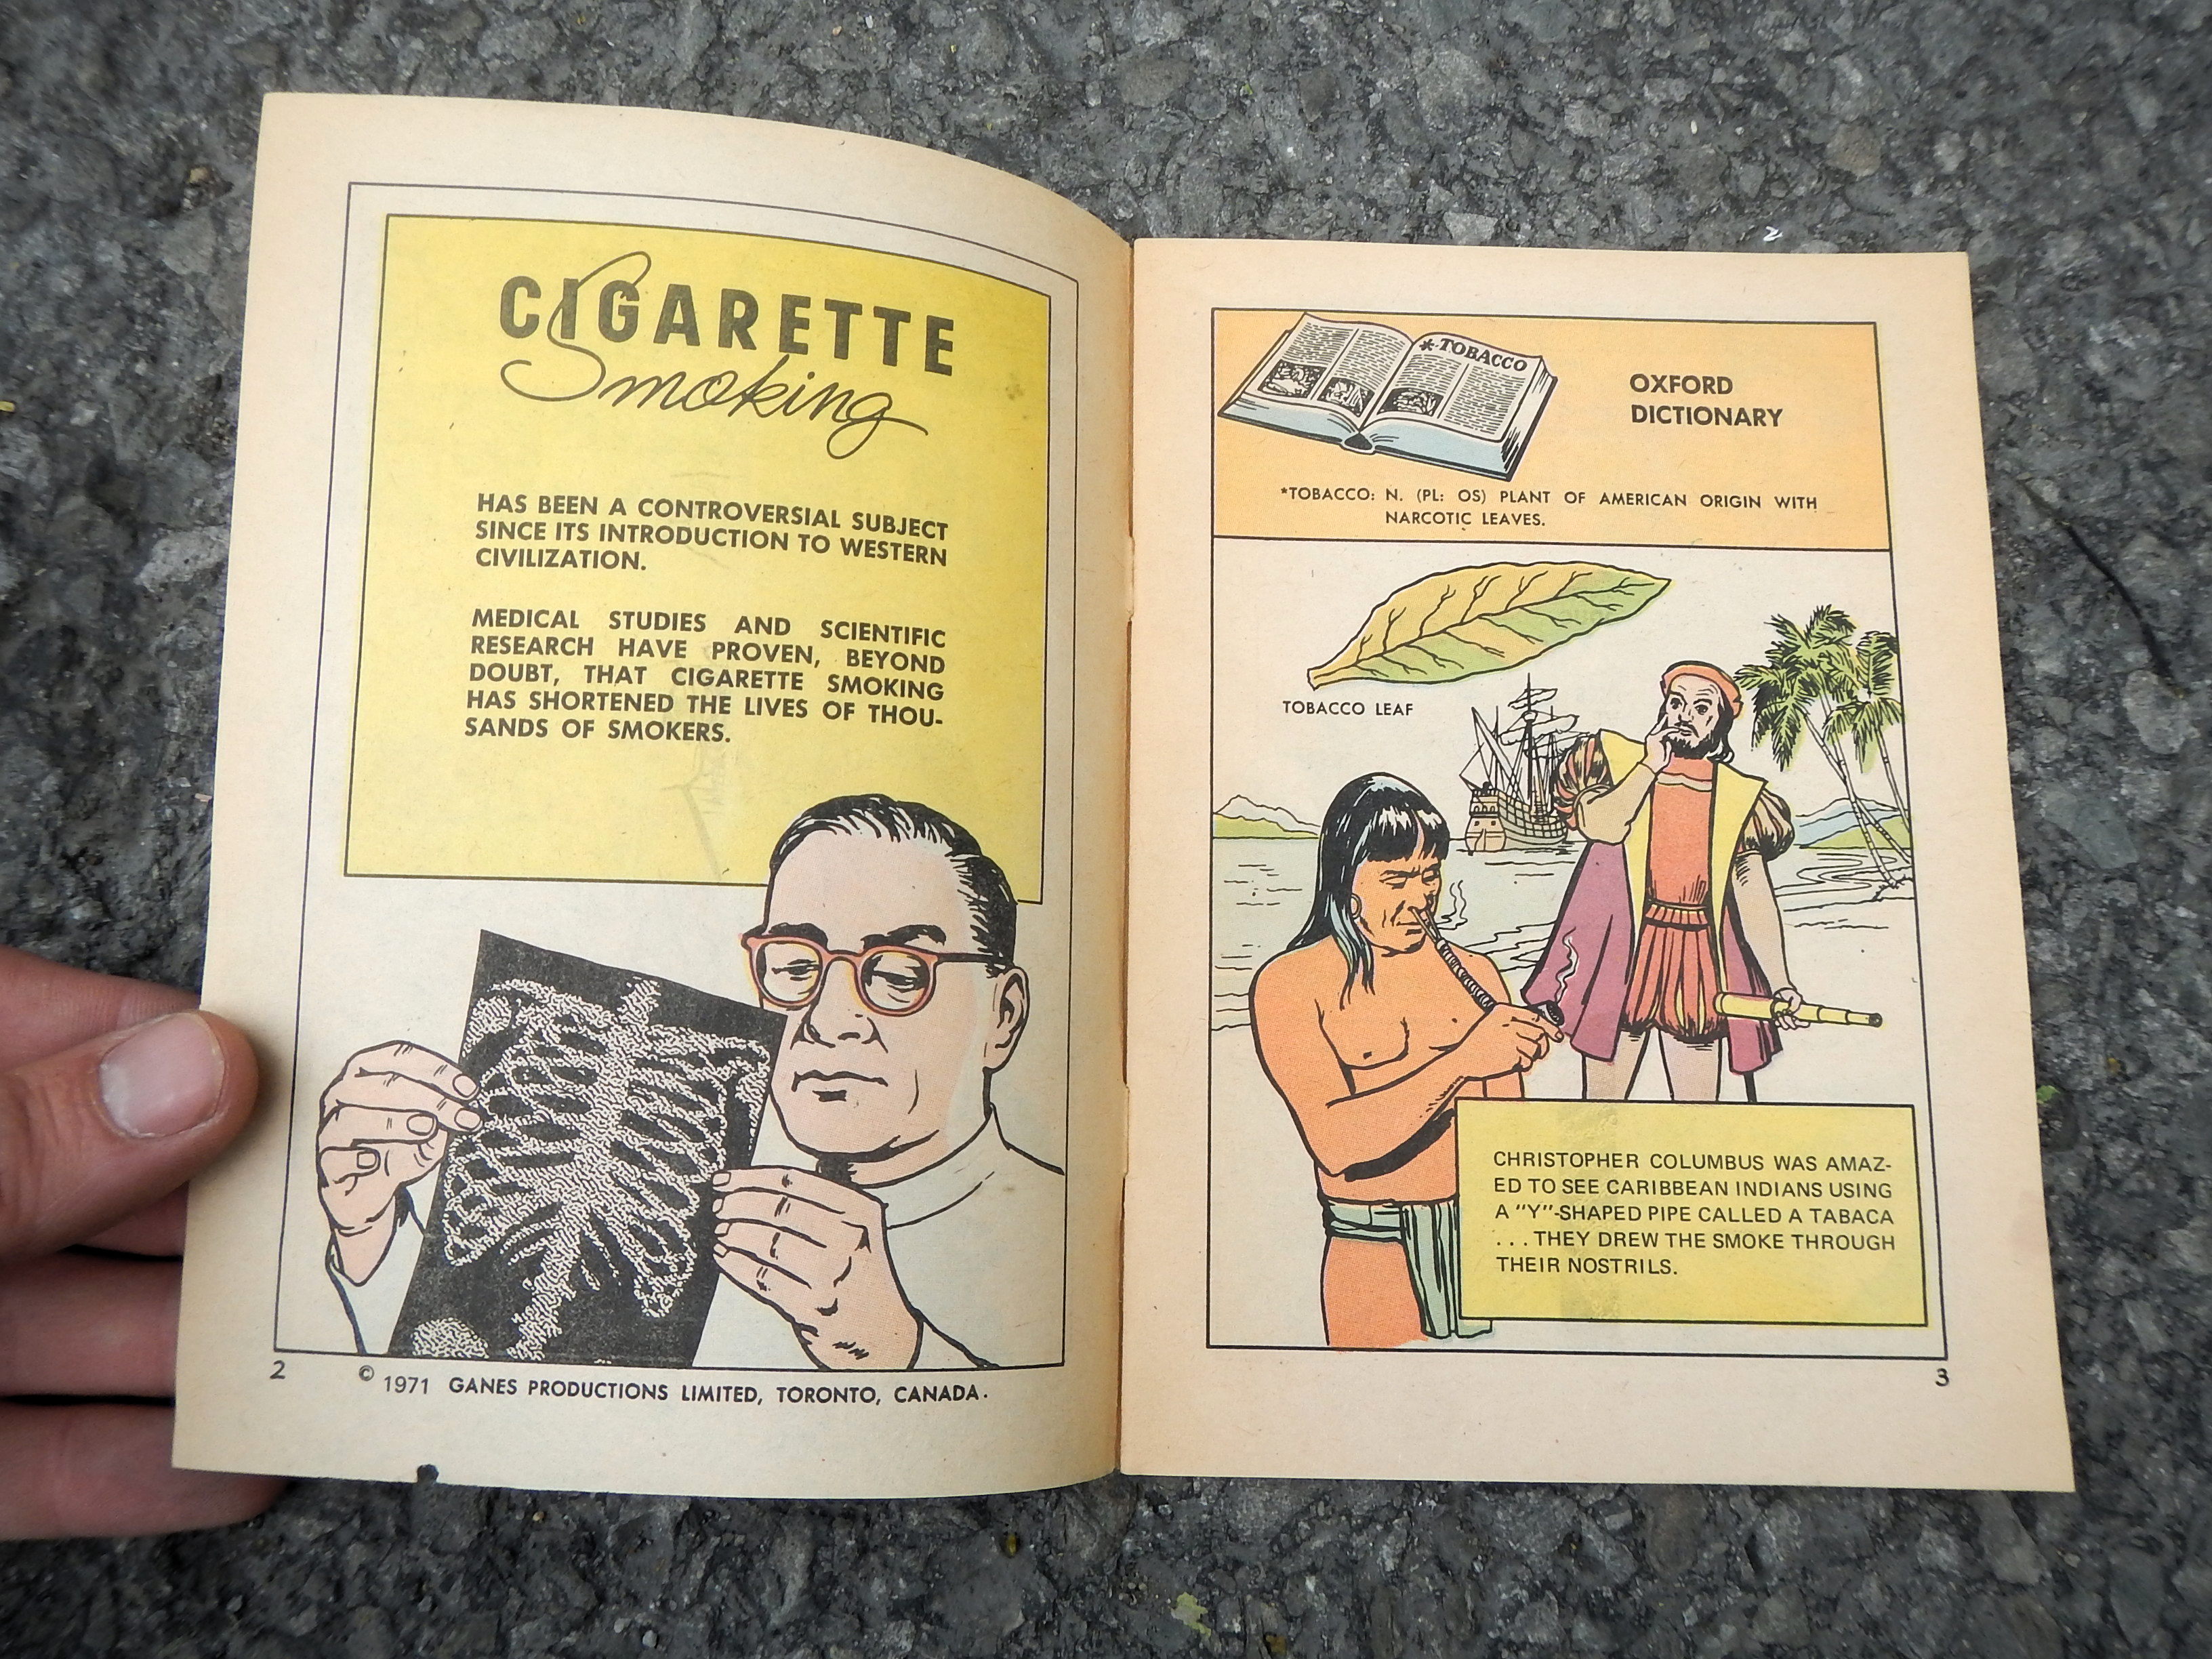 CIGARETTE
Smoking
HAS BEEN A CONTROVERSIAL SUBJECT
SINCE ITS INTRODUCTION TO WESTERN
CIVILIZATION.
MEDICAL STUDIES AND SCIENTIFIC
RESEARCH HAVE PROVEN, BEYOND
DOUBT, THAT CIGARETTE SMOKING
HAS SHORTENED THE LIVES OF THOU-
SANDS OF SMOKERS.
2
© 1971 GANES PRODUCTIONS LIMITED, TORONTO, CANADA.
*TOBACCO
OXFORD
DICTIONARY
*TOBACCO: N. (PL: OS) PLANT OF AMERICAN ORIGIN WITH
NARCOTIC LEAVES.
TOBACCO LEAF
CHRISTOPHER COLUMBUS WAS AMAZ-
ED TO SEE CARIBBEAN INDIANS USING
A "Y"-SHAPED PIPE CALLED A TABACA
. . . THEY DREW THE SMOKE THROUGH
THEIR NOSTRILS.
3